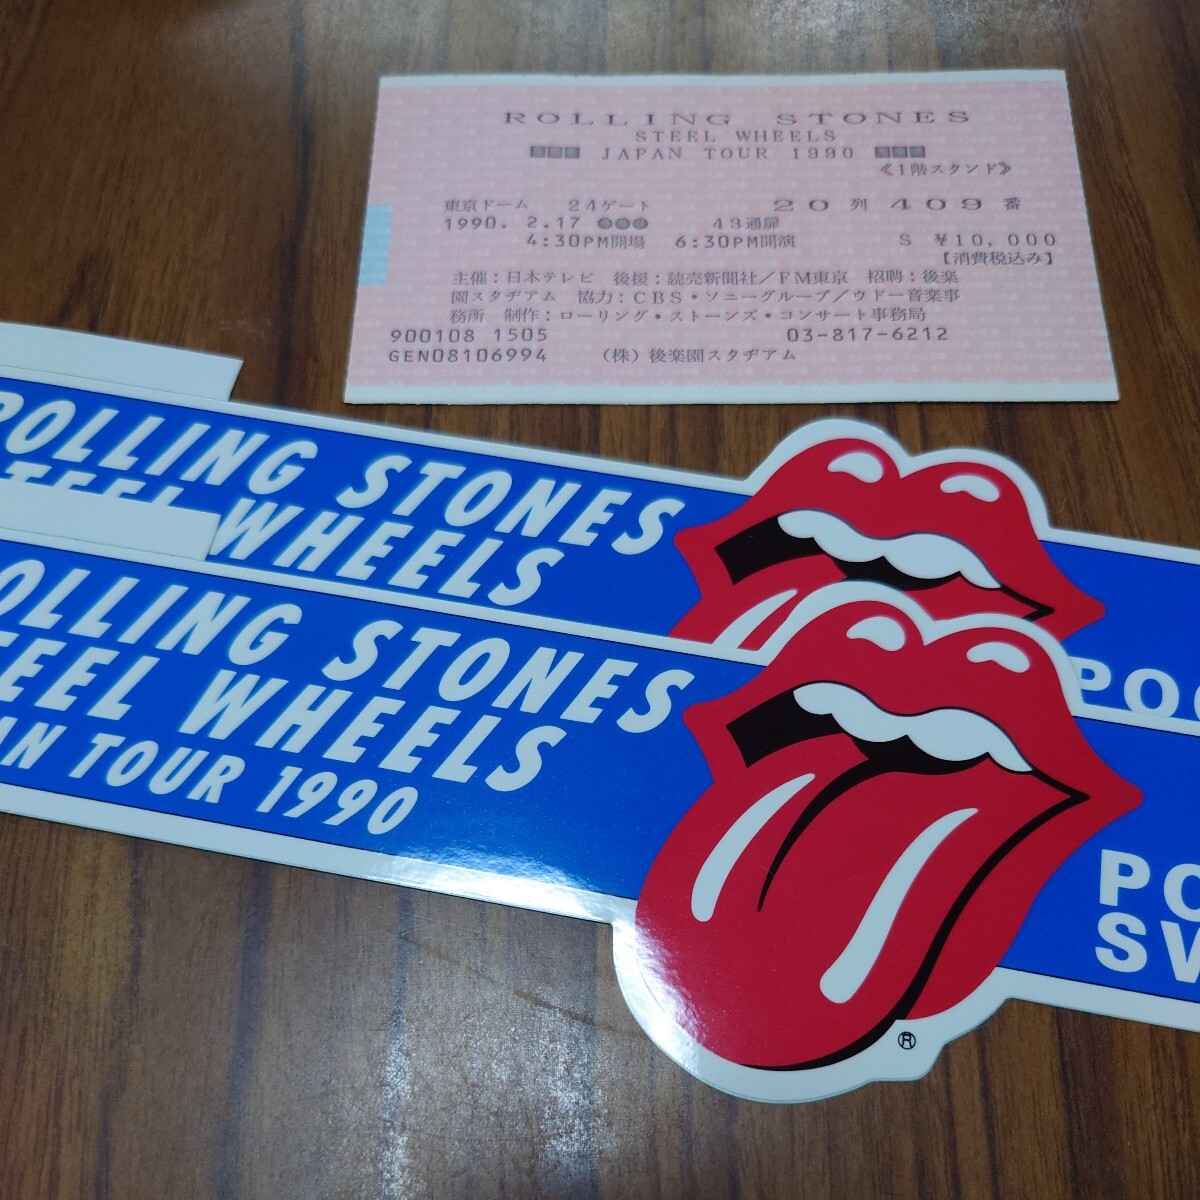 ROLLING STONES
STEEL WHEELS
JAPAN TOUR 1990
《1階スタンド》
東京ドーム 24ゲート 20列 409番
1990. 2.17 43通扉
4:30PM開場 6:30PM開演 S ¥10,000
【消費税込み】
主催：日本テレビ 後援：読売新聞社／FM東京 招聘：後楽
園スタヂアム 協力：CBS・ソニーグループ／ウドー音楽事
務所 制作：ローリング・ストーンズ・コンサート事務局
900108 1505 03-817-6212
GEN08106994 （株）後楽園スタヂアム
ROLLING STONES
STEEL WHEELS
PO
OLLING STONES
TEEL WHEELS
AN TOUR 1990
PO
SW
®